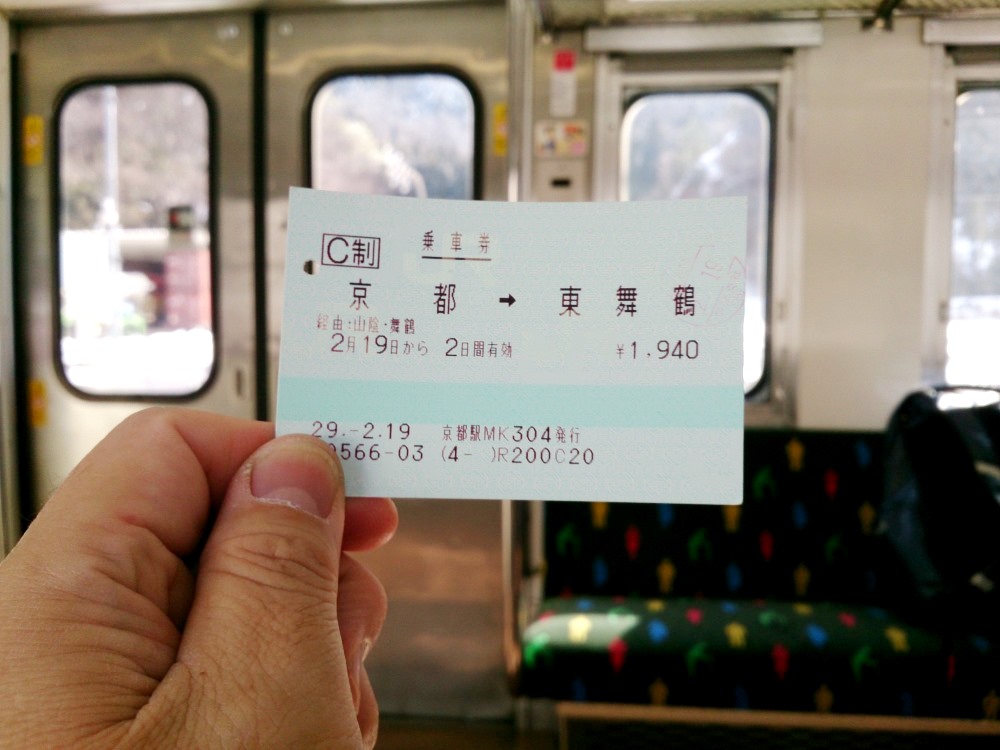 C制 乗車券
京都 → 東舞鶴
経由:山陰・舞鶴
2月19日から 2日間有効 ¥1,940
29.-2.19 京都駅MK304発行
0566-03 (4- )R200C20